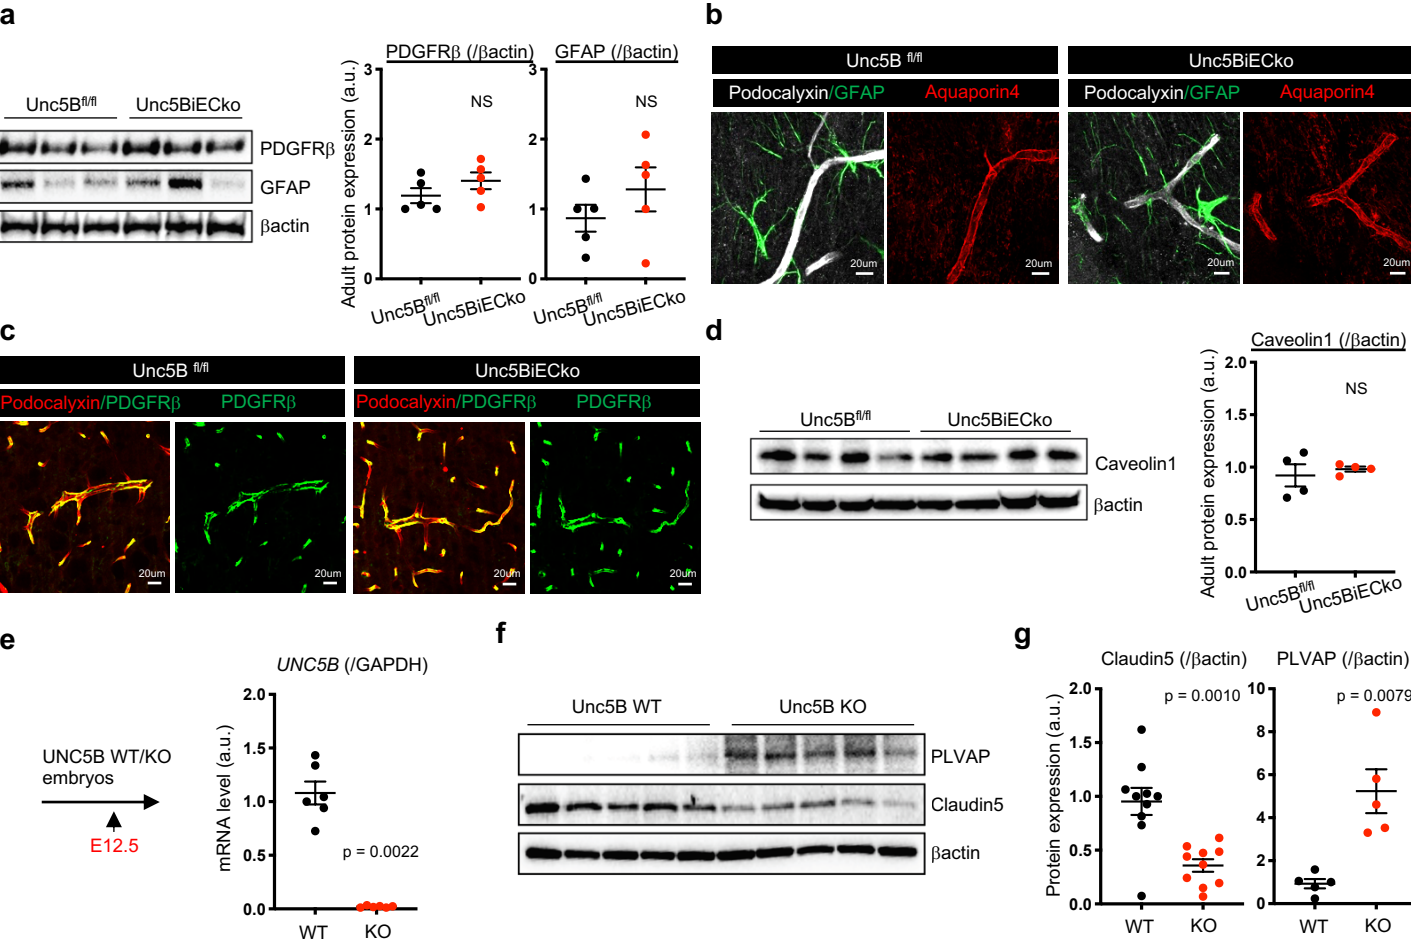 a
Unc5Bfl/fl
Unc5BiECko
PDGFRβ
GFAP
βactin
PDGFRβ (/βactin)
GFAP (/βactin)
Adult protein expression (a.u.)
3
2
1
0
NS
Unc5Bfl/fl
Unc5BiECko
3
2
1
0
NS
Unc5Bfl/fl
Unc5BiECko
b
Unc5B fl/fl
Unc5BiECko
Podocalyxin/GFAP
Aquaporin4
Podocalyxin/GFAP
Aquaporin4
20um
20um
20um
20um
c
Unc5B fl/fl
Unc5BiECko
Podocalyxin/PDGFRβ
PDGFRβ
Podocalyxin/PDGFRβ
PDGFRβ
20um
20um
20um
20um
d
Unc5Bfl/fl
Unc5BiECko
Caveolin1
βactin
Caveolin1 (/βactin)
Adult protein expression (a.u.)
2.0
1.5
1.0
0.5
0.0
NS
Unc5Bfl/fl
Unc5BiECko
e
UNC5B WT/KO
embryos
E12.5
UNC5B (/GAPDH)
mRNA level (a.u.)
2.0
1.5
1.0
0.5
0.0
p = 0.0022
WT
KO
f
Unc5B WT
Unc5B KO
PLVAP
Claudin5
βactin
g
Claudin5 (/βactin)
PLVAP (/βactin)
Protein expression (a.u.)
2.0
1.5
1.0
0.5
0.0
p = 0.0010
WT
KO
10
8
6
4
2
0
p = 0.0079
WT
KO